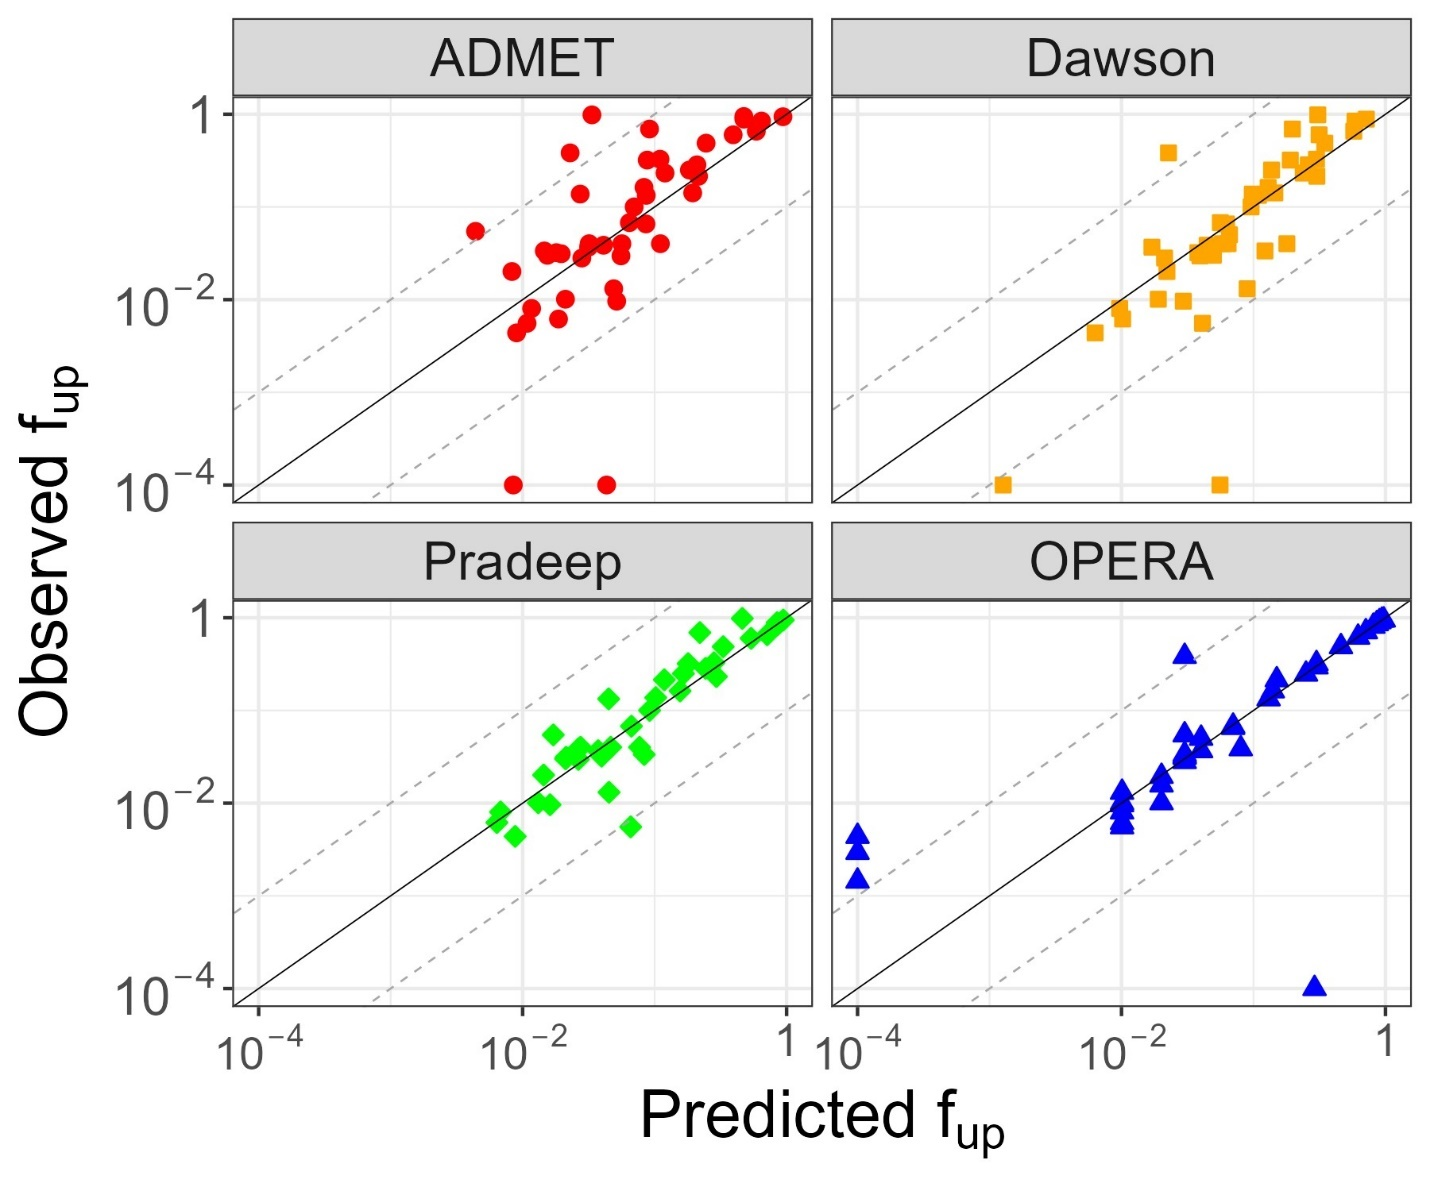 ADMET Dawson
1
10⁻²
10⁻⁴
Pradeep OPERA
1
10⁻²
10⁻⁴
10⁻⁴ 10⁻² 1 10⁻⁴ 10⁻² 1
Observed fup
Predicted fup